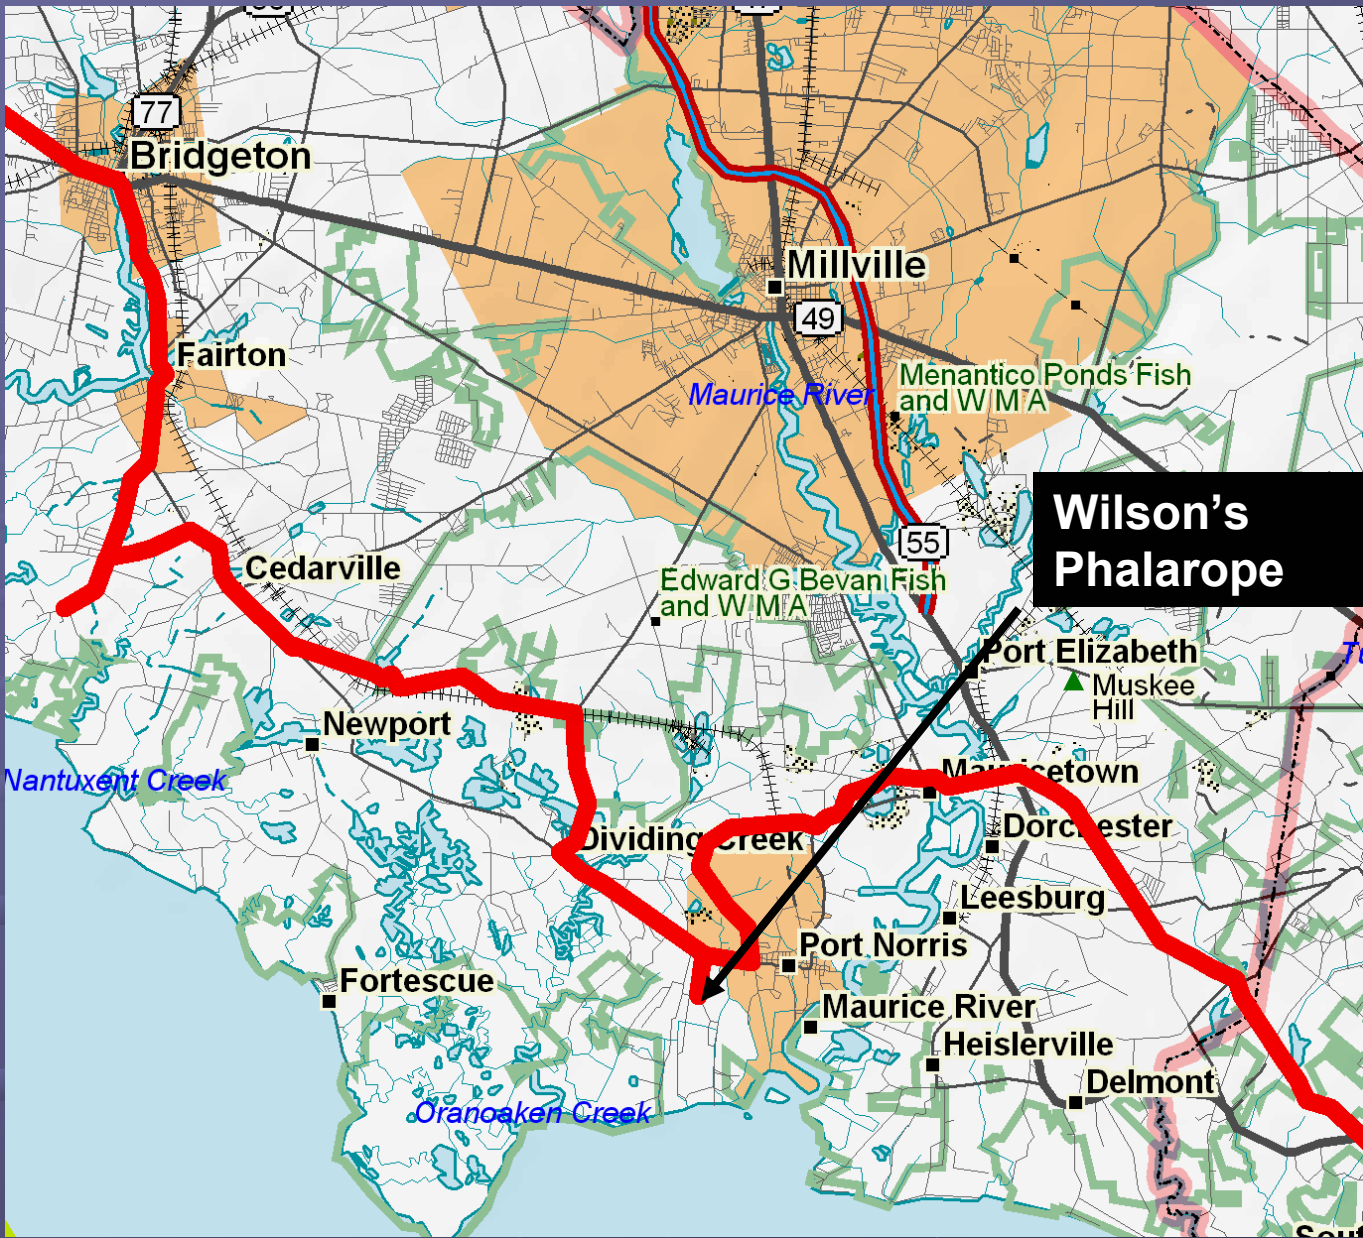 77
Bridgeton
Millville
49
Fairton
Menantico Ponds Fish
and W M A
Maurice River
Wilson's
Phalarope
55
Cedarville
Edward G Bevan Fish
and W M A
Port Elizabeth
Muskee
Hill
Newport
Nantuxent Creek
Mauricetown
Dividing Creek
Dorchester
Leesburg
Port Norris
Fortescue
Maurice River
Heislerville
Delmont
Oranoaken Creek